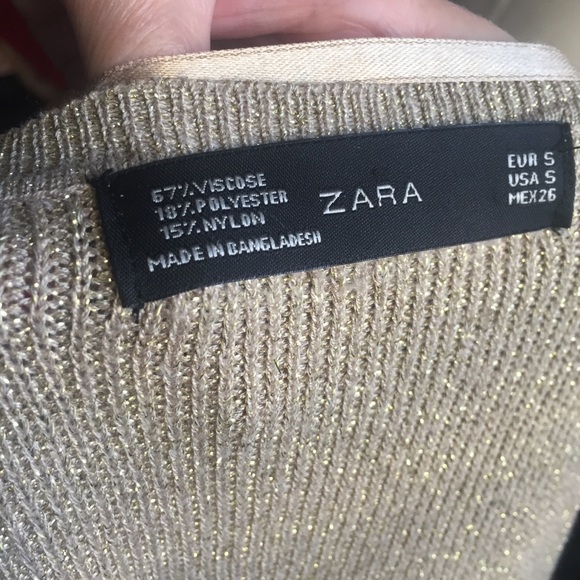 67% VISCOSE
18% POLYESTER
15% NYLON
MADE IN BANGLADESH
ZARA
EUR S
USA S
MEX 26